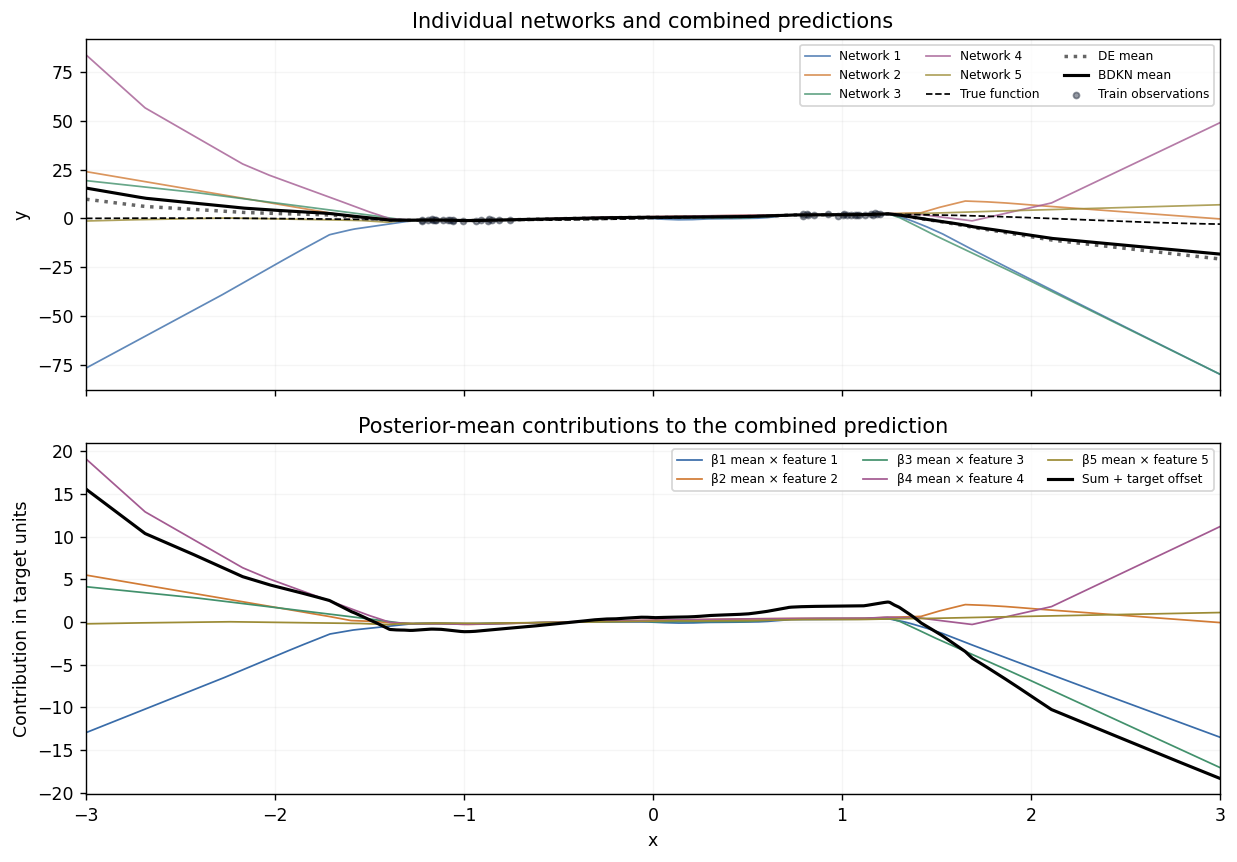 Individual networks and combined predictions
Network 1 Network 4 DE mean
Network 2 Network 5 BDKN mean
Network 3 True function Train observations
75
50
25
0
−25
−50
−75
y
Posterior-mean contributions to the combined prediction
β1 mean × feature 1 β3 mean × feature 3 β5 mean × feature 5
β2 mean × feature 2 β4 mean × feature 4 Sum + target offset
20
15
10
5
0
−5
−10
−15
−20
Contribution in target units
−3 −2 −1 0 1 2 3
x